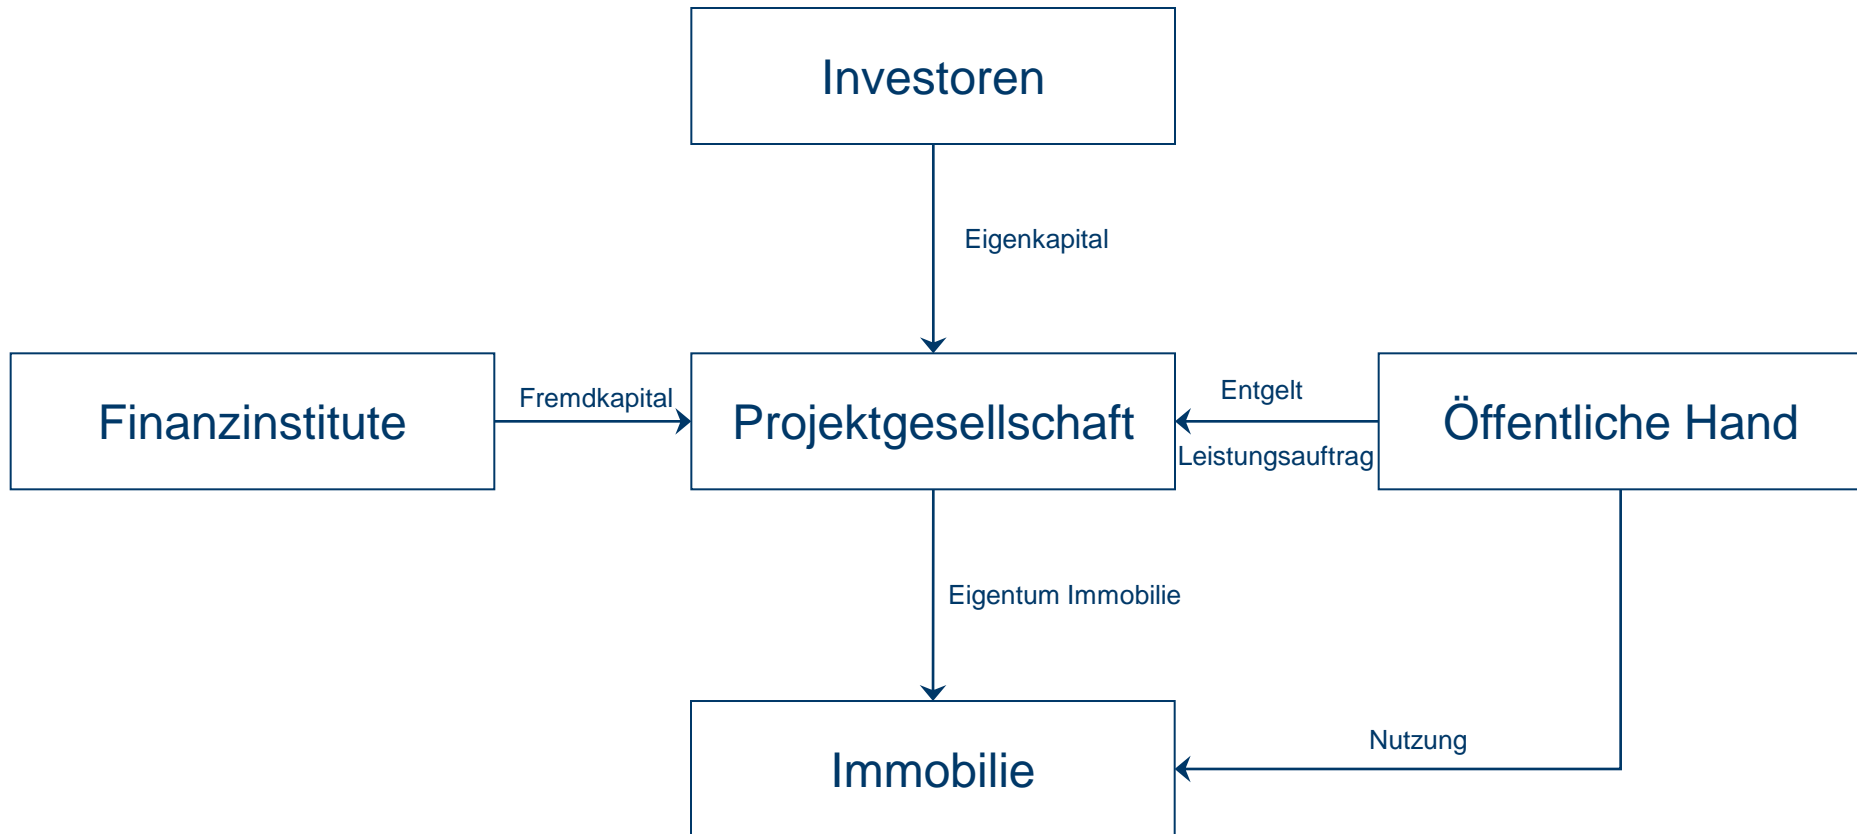 Investoren
Eigenkapital
Finanzinstitute
Fremdkapital
Projektgesellschaft
Entgelt
Leistungsauftrag
Öffentliche Hand
Eigentum Immobilie
Nutzung
Immobilie